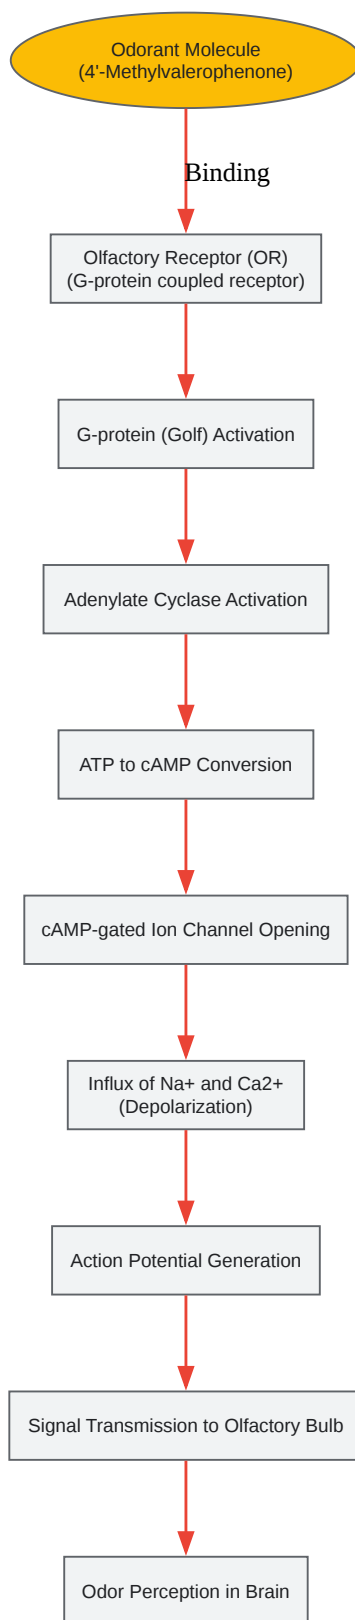 Odorant Molecule
(4'-Methylvalerophenone)
Binding
Olfactory Receptor (OR)
(G-protein coupled receptor)
G-protein (Golf) Activation
Adenylate Cyclase Activation
ATP to cAMP Conversion
cAMP-gated Ion Channel Opening
Influx of Na+ and Ca2+
(Depolarization)
Action Potential Generation
Signal Transmission to Olfactory Bulb
Odor Perception in Brain